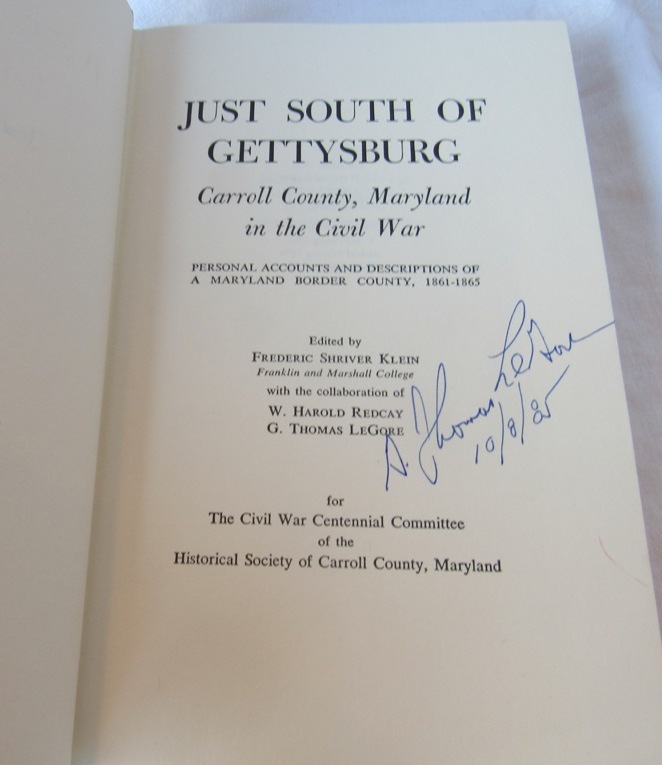 JUST SOUTH OF
GETTYSBURG
Carroll County, Maryland
in the Civil War
PERSONAL ACCOUNTS AND DESCRIPTIONS OF
A MARYLAND BORDER COUNTY, 1861-1865
Edited by
FREDERIC SHRIVER KLEIN
Franklin and Marshall College
with the collaboration of
W. HAROLD REDCAY
G. THOMAS LEGORE
G. Thomas LeGore
10/8/85
for
The Civil War Centennial Committee
of the
Historical Society of Carroll County, Maryland